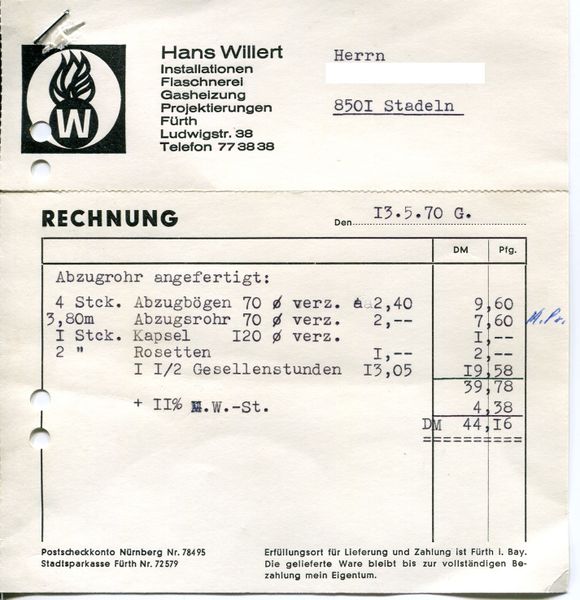 W
Hans Willert
Installationen
Flaschnerei
Gasheizung
Projektierungen
Fürth
Ludwigstr. 38
Telefon 77 38 38
Herrn
850I Stadeln
RECHNUNG
Den I3.5.70 G.
DM Pfg.
Abzugrohr angefertigt:
4 Stck. Abzugbögen 70 ø verz. a 2,40 9,60
3,80m Abzugsrohr 70 ø verz. 2,-- 7,60
I Stck. Kapsel I20 ø verz. I,--
2 " Rosetten I,-- 2,--
I I/2 Gesellenstunden I3,05 I9,58
39,78
+ II% M.W.-St. 4,38
DM 44,I6
Postscheckkonto Nürnberg Nr. 78495
Stadtsparkasse Fürth Nr. 72579
Erfüllungsort für Lieferung und Zahlung ist Fürth i. Bay.
Die gelieferte Ware bleibt bis zur vollständigen Be-
zahlung mein Eigentum.